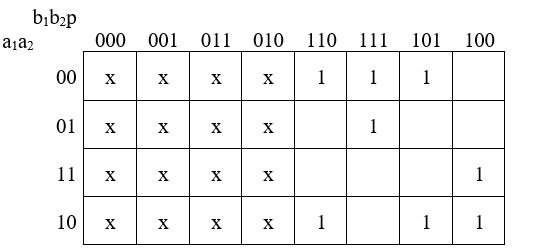 b₁b₂p
a₁a₂ 000 001 011 010 110 111 101 100
00 x x x x 1 1 1
01 x x x x 1
11 x x x x 1
10 x x x x 1 1 1